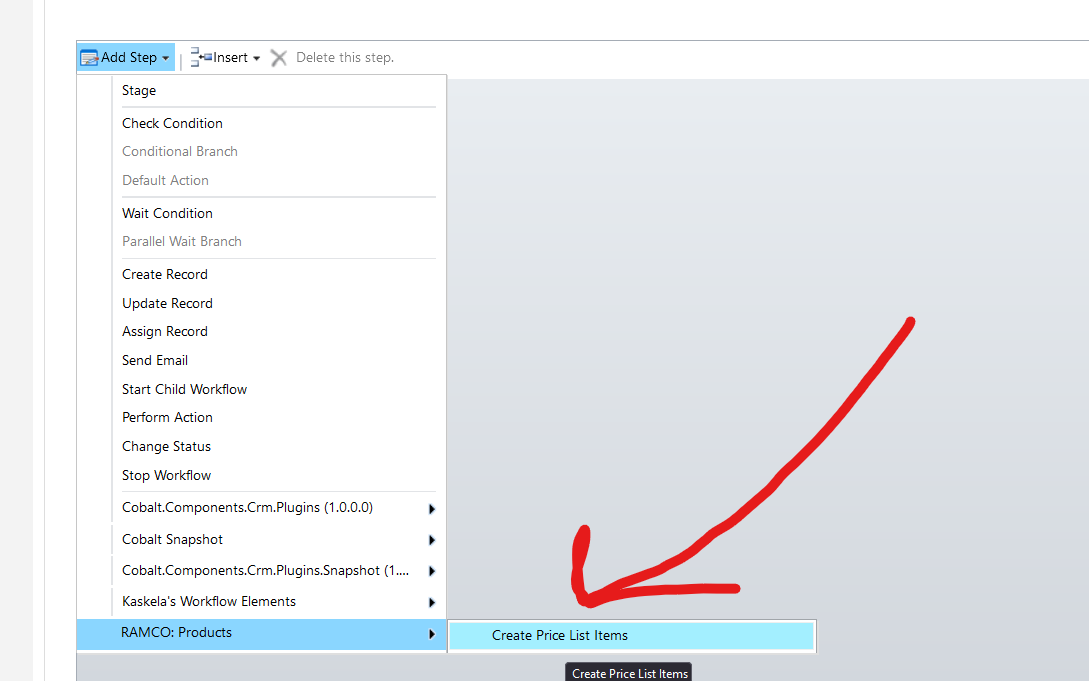 Add Step Insert Delete this step.
Stage
Check Condition
Conditional Branch
Default Action
Wait Condition
Parallel Wait Branch
Create Record
Update Record
Assign Record
Send Email
Start Child Workflow
Perform Action
Change Status
Stop Workflow
Cobalt.Components.Crm.Plugins (1.0.0.0)
Cobalt Snapshot
Cobalt.Components.Crm.Plugins.Snapshot (1....
Kaskela's Workflow Elements
RAMCO: Products
Create Price List Items
Create Price List Items